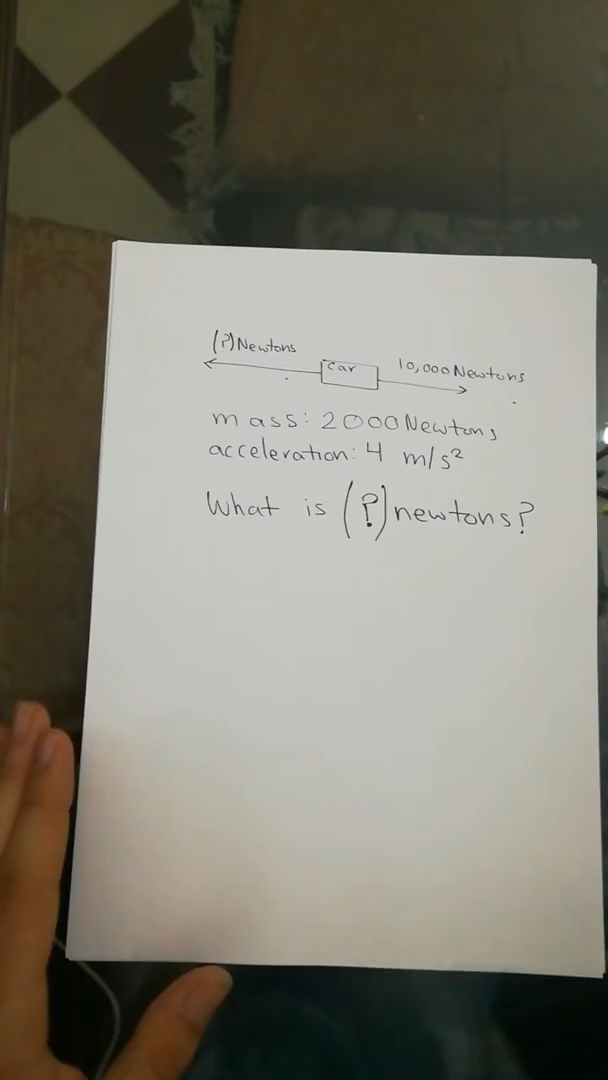 (?) Newtons
car
10,000 Newtons
mass: 2000 Newtons
acceleration: 4 m/s²
What is (?) newtons?